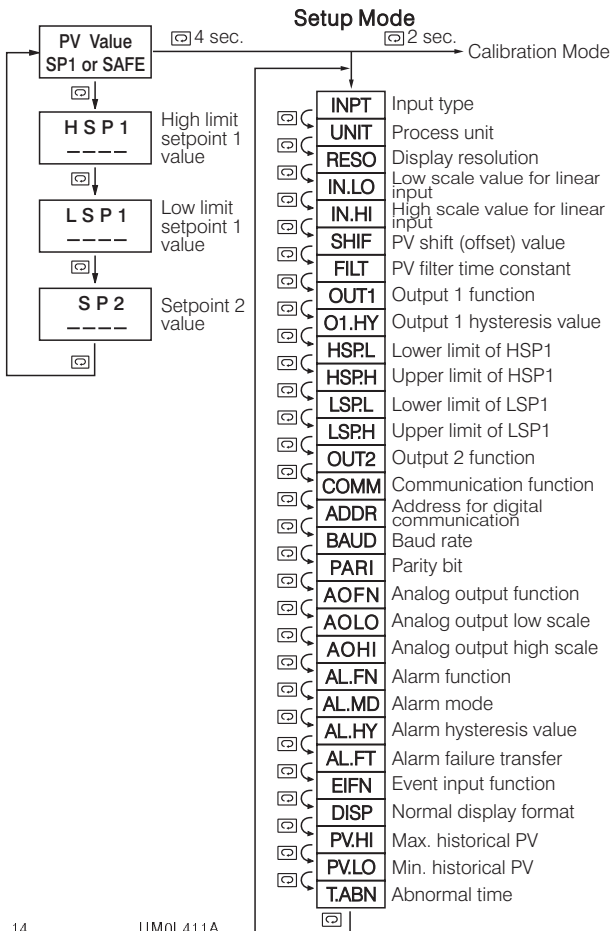 Setup Mode
PV Value
SP1 or SAFE
4 sec.
2 sec.
Calibration Mode
H S P 1
_ _ _ _
High limit
setpoint 1
value
L S P 1
_ _ _ _
Low limit
setpoint 1
value
S P 2
_ _ _ _
Setpoint 2
value
INPT Input type
UNIT Process unit
RESO Display resolution
IN.LO Low scale value for linear
input
IN.HI High scale value for linear
input
SHIF PV shift (offset) value
FILT PV filter time constant
OUT1 Output 1 function
O1.HY Output 1 hysteresis value
HSP.L Lower limit of HSP1
HSP.H Upper limit of HSP1
LSP.L Lower limit of LSP1
LSP.H Upper limit of LSP1
OUT2 Output 2 function
COMM Communication function
ADDR Address for digital
communication
BAUD Baud rate
PARI Parity bit
AOFN Analog output function
AOLO Analog output low scale
AOHI Analog output high scale
AL.FN Alarm function
AL.MD Alarm mode
AL.HY Alarm hysteresis value
AL.FT Alarm failure transfer
EIFN Event input function
DISP Normal display format
PV.HI Max. historical PV
PV.LO Min. historical PV
T.ABN Abnormal time
14 UM0L411A